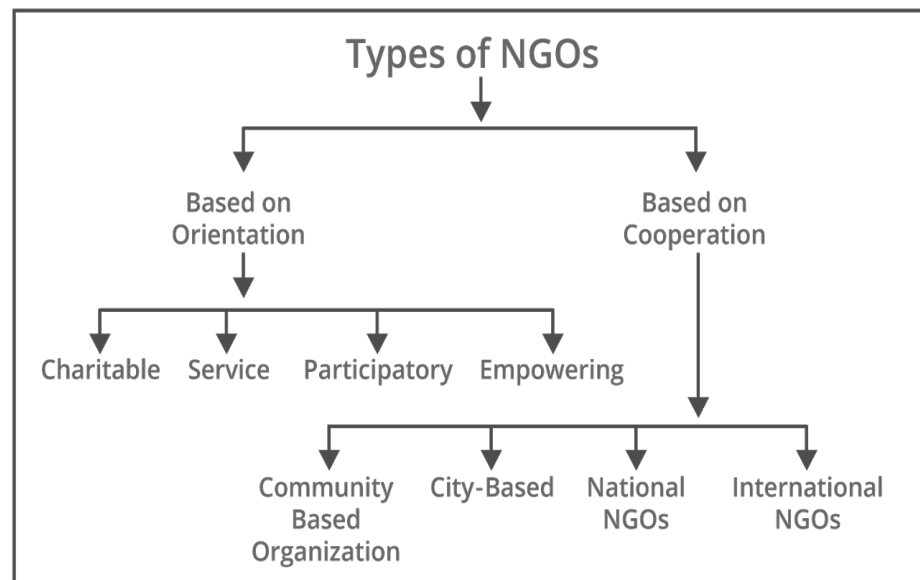 Types of NGOs
Based on
Orientation
Based on
Cooperation
Charitable
Service
Participatory
Empowering
Community
Based
Organization
City-Based
National
NGOs
International
NGOs